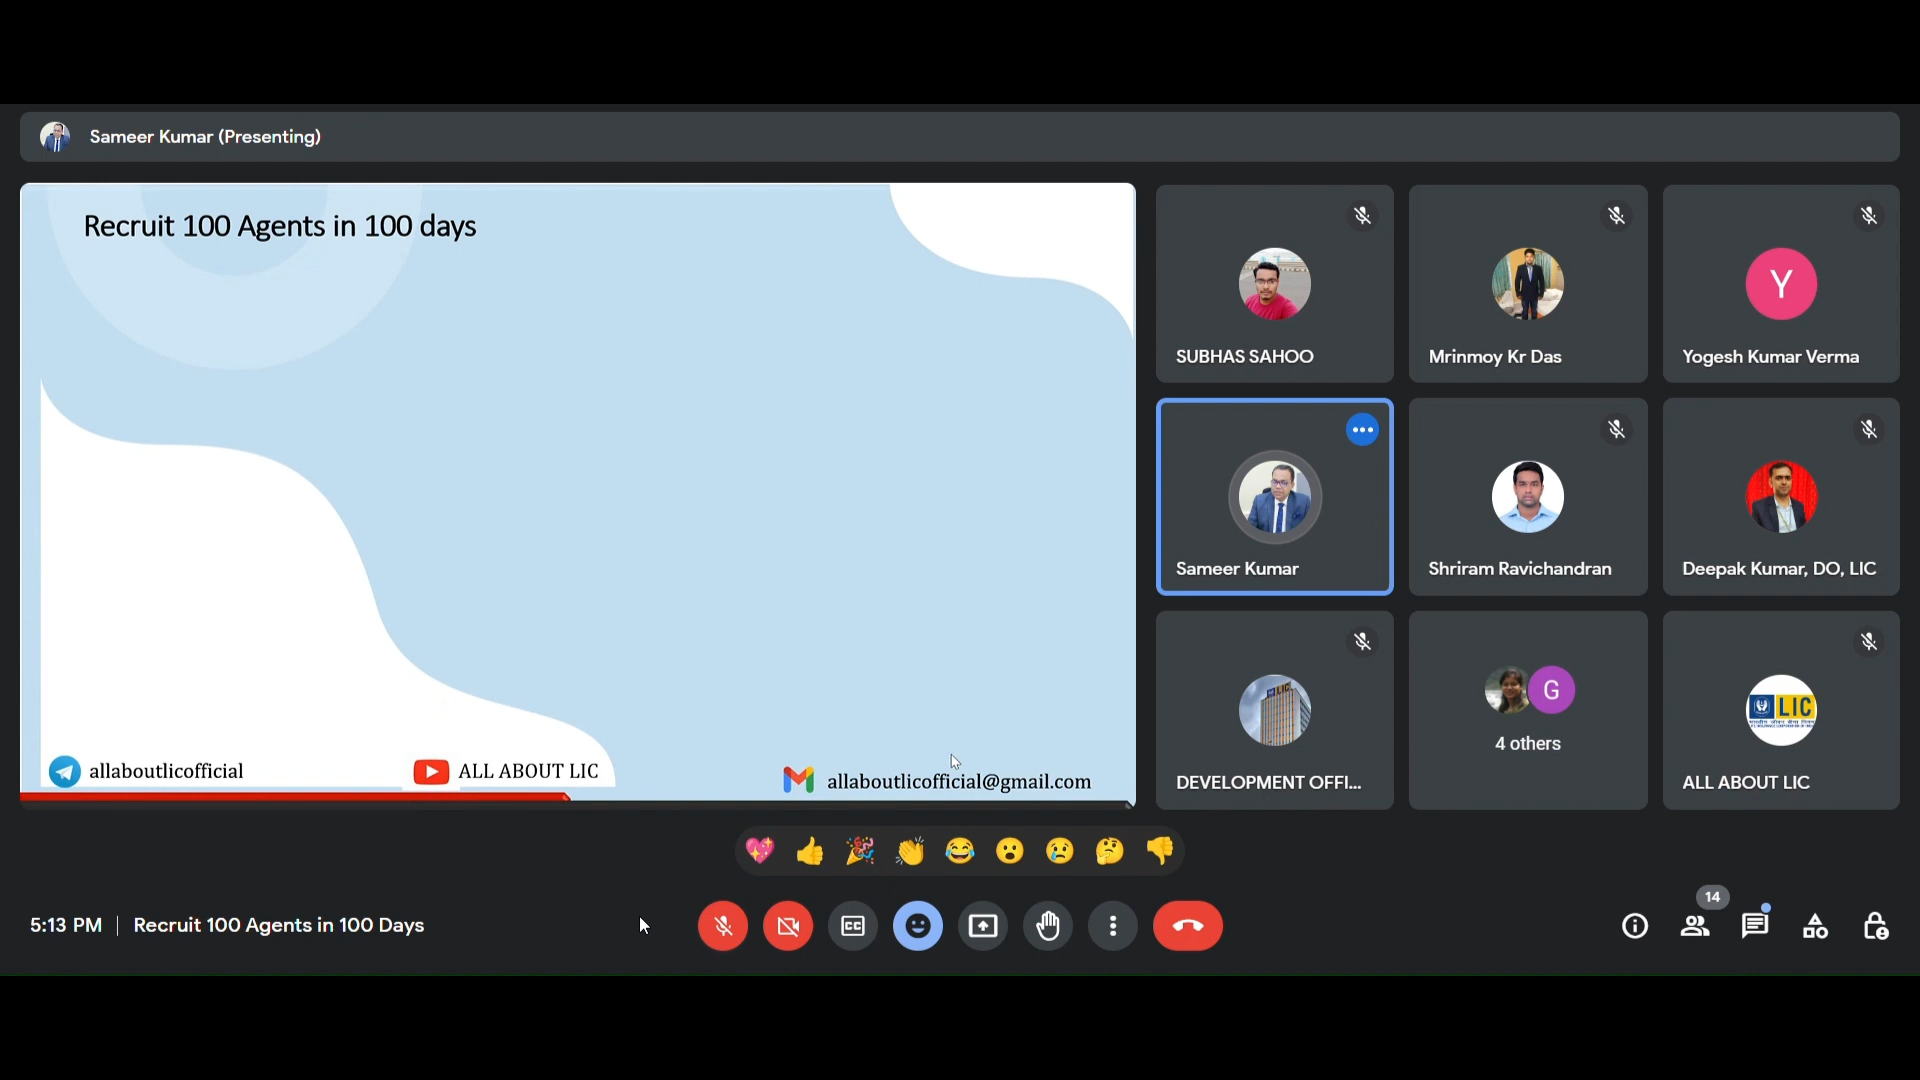 Sameer Kumar (Presenting)
Recruit 100 Agents in 100 days
allaboutlicofficial
ALL ABOUT LIC
allaboutlicofficial@gmail.com
SUBHAS SAHOO
Mrinmoy Kr Das
Y
Yogesh Kumar Verma
Sameer Kumar
Shriram Ravichandran
Deepak Kumar, DO, LIC
LIC
DEVELOPMENT OFFI...
G
4 others
LIC
ALL ABOUT LIC
5:13 PM | Recruit 100 Agents in 100 Days
CC
14